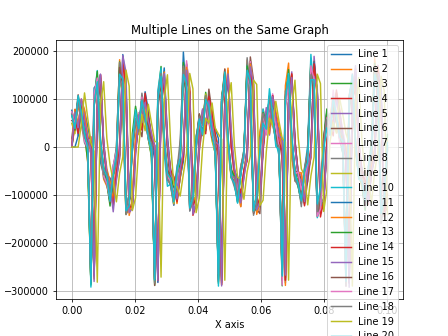 Multiple Lines on the Same Graph
200000
100000
0
−100000
−200000
−300000
0.00
0.02
0.04
0.06
X axis
Line 1
Line 2
Line 3
Line 4
Line 5
Line 6
Line 7
Line 8
Line 9
Line 10
Line 11
Line 12
Line 13
Line 14
Line 15
Line 16
Line 17
Line 18
Line 19
Line 20